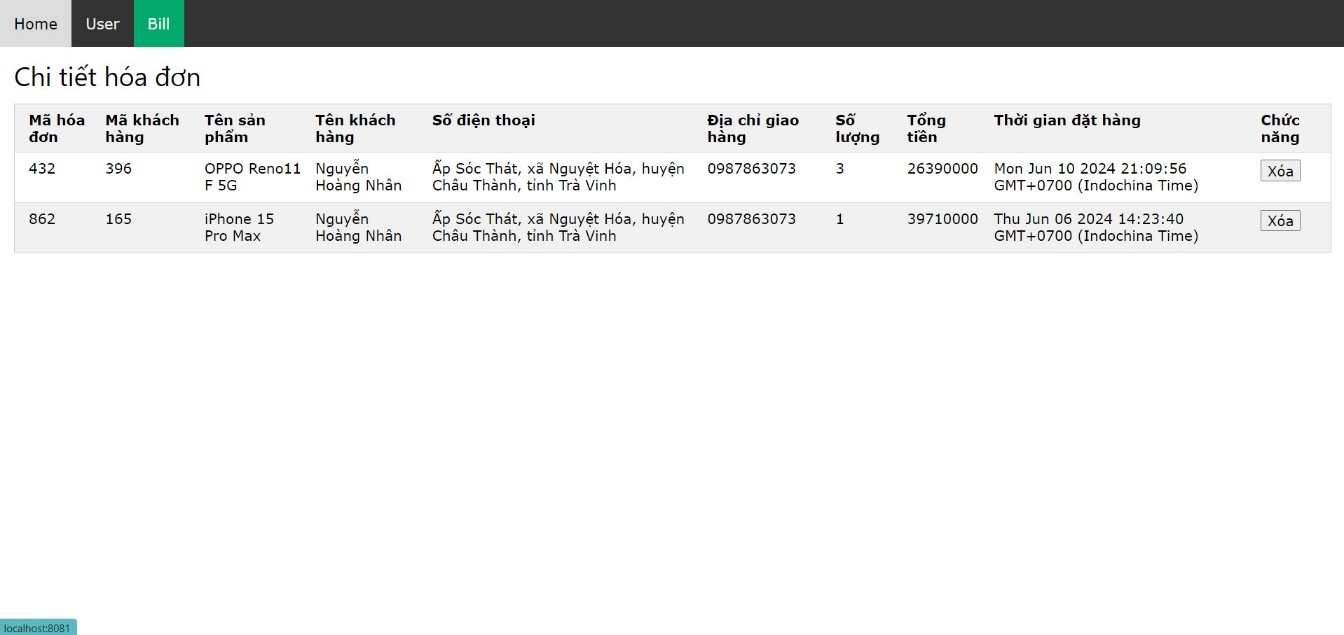 Home User Bill
Chi tiết hóa đơn
Mã hóa đơn Mã khách hàng Tên sản phẩm Tên khách hàng Số điện thoại Địa chỉ giao hàng Số lượng Tổng tiền Thời gian đặt hàng Chức năng
432 396 OPPO Reno11 F 5G Nguyễn Hoàng Nhân Ấp Sóc Thát, xã Nguyệt Hóa, huyện Châu Thành, tỉnh Trà Vinh 0987863073 3 26390000 Mon Jun 10 2024 21:09:56 GMT+0700 (Indochina Time) Xóa
862 165 iPhone 15 Pro Max Nguyễn Hoàng Nhân Ấp Sóc Thát, xã Nguyệt Hóa, huyện Châu Thành, tỉnh Trà Vinh 0987863073 1 39710000 Thu Jun 06 2024 14:23:40 GMT+0700 (Indochina Time) Xóa
localhost:8081